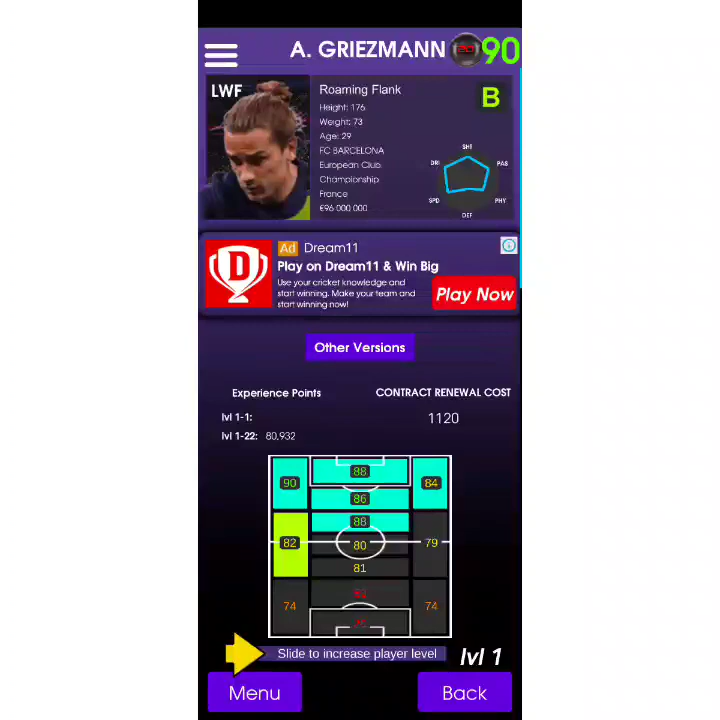 A. GRIEZMANN 20 90
LWF
Roaming Flank
B
Height: 176
Weight: 73
Age: 29
FC BARCELONA
European Club
Championship
France
€96 000 000
SHT
DRI
PAS
SPD
PHY
DEF
D
Ad Dream11
Play on Dream11 & Win Big
Use your cricket knowledge and
start winning. Make your team and
start winning now!
Play Now
Other Versions
Experience Points
CONTRACT RENEWAL COST
lvl 1-1:
1120
lvl 1-22: 80,932
88
90
84
86
88
82
80
79
81
74
74
Slide to increase player level
lvl 1
Menu
Back